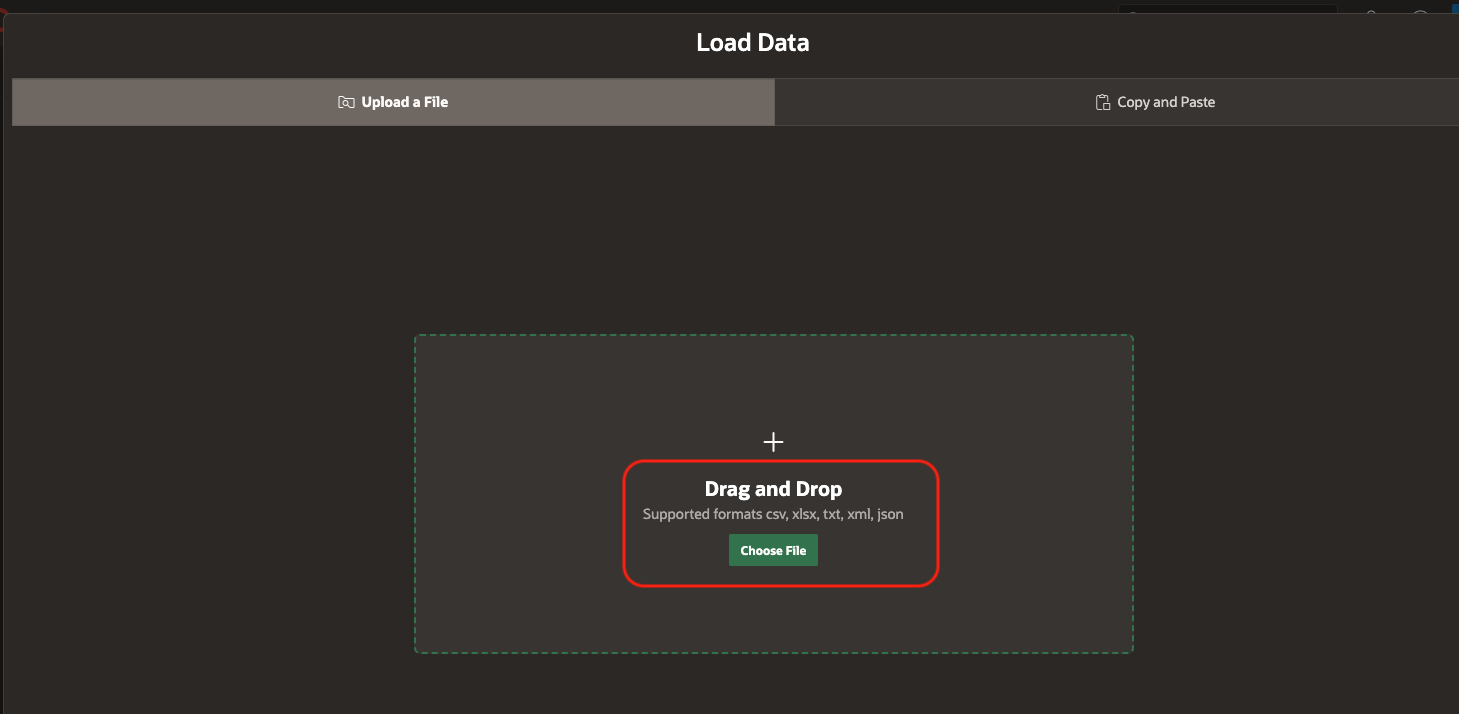 Load Data
Upload a File
Copy and Paste
Drag and Drop
Supported formats csv, xlsx, txt, xml, json
Choose File